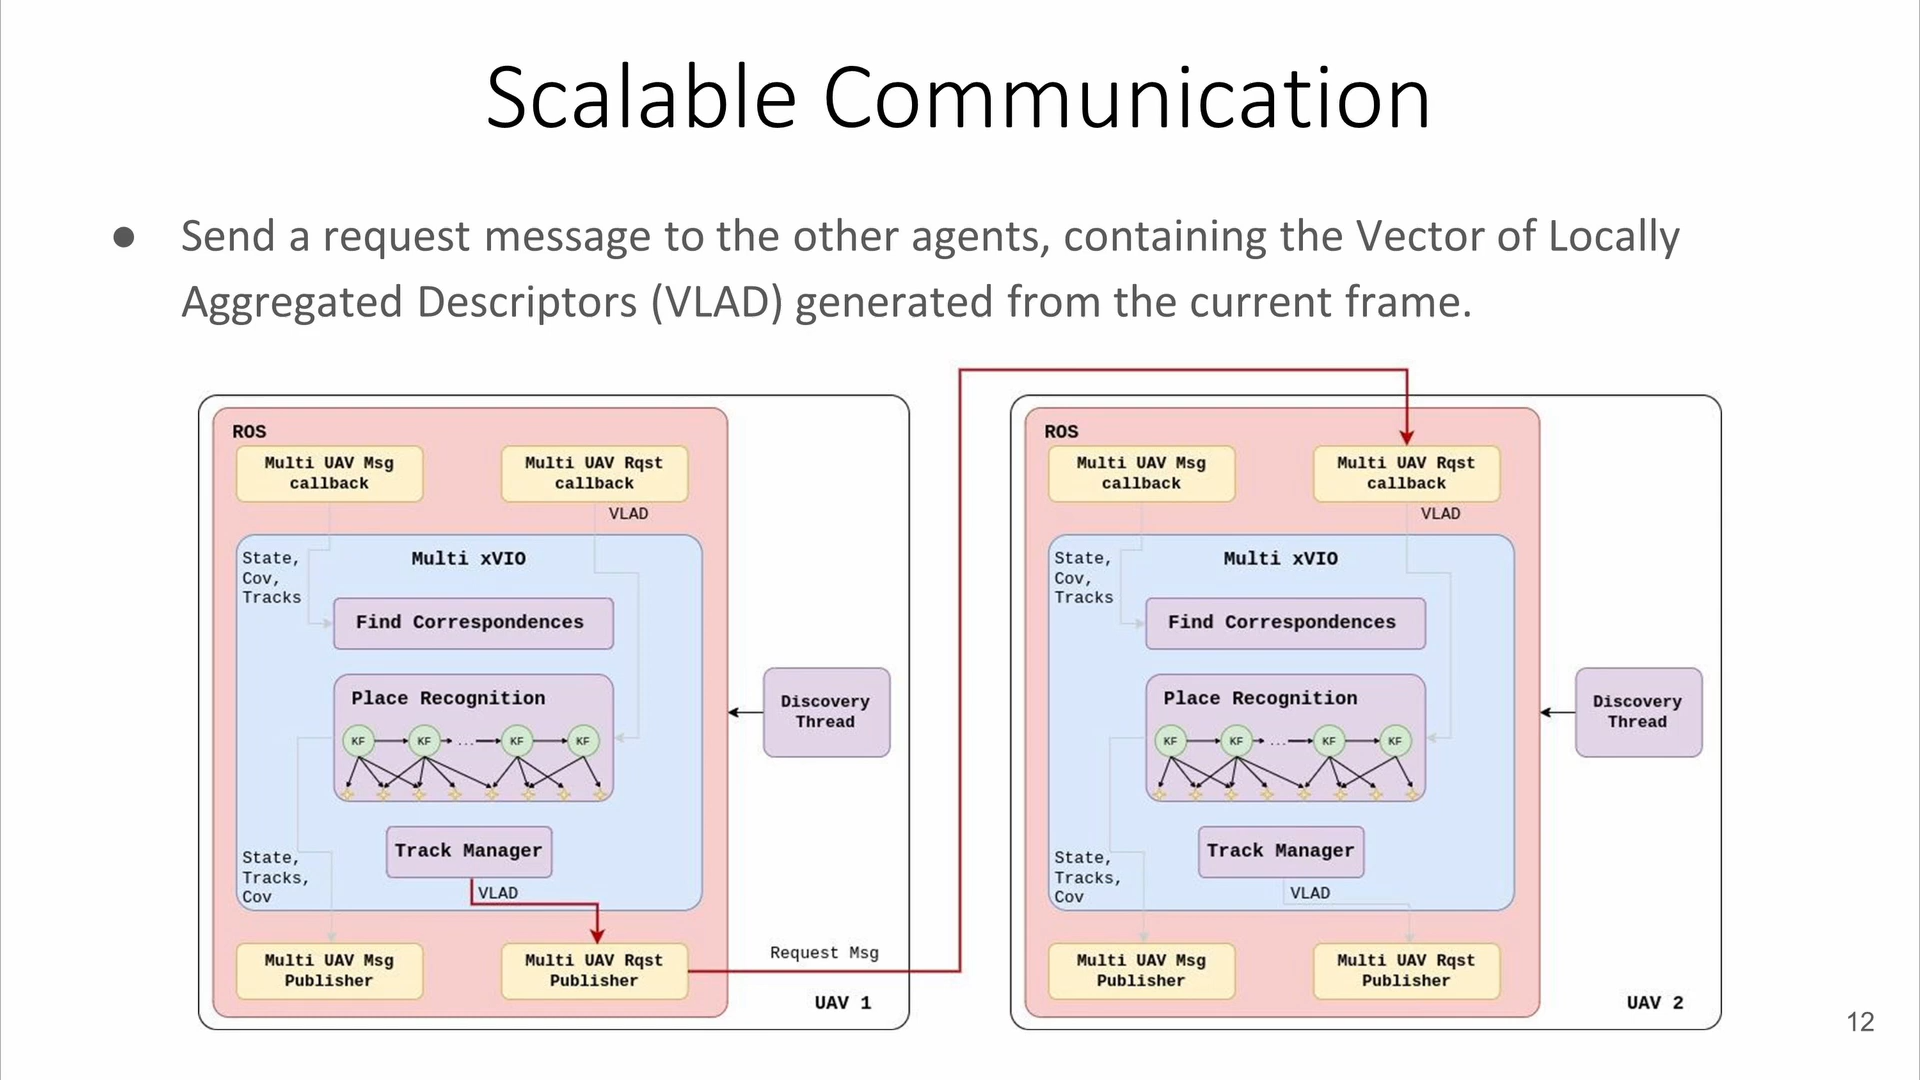 Scalable Communication
● Send a request message to the other agents, containing the Vector of Locally
Aggregated Descriptors (VLAD) generated from the current frame.
ROS
Multi UAV Msg
callback
Multi UAV Rqst
callback
VLAD
Multi xVIO
State,
Cov,
Tracks
Find Correspondences
Place Recognition
KF KF ... KF KF
Discovery
Thread
Track Manager
State,
Tracks,
Cov
VLAD
Multi UAV Msg
Publisher
Multi UAV Rqst
Publisher
Request Msg
UAV 1
ROS
Multi UAV Msg
callback
Multi UAV Rqst
callback
VLAD
Multi xVIO
State,
Cov,
Tracks
Find Correspondences
Place Recognition
KF KF ... KF KF
Discovery
Thread
Track Manager
State,
Tracks,
Cov
VLAD
Multi UAV Msg
Publisher
Multi UAV Rqst
Publisher
UAV 2
12